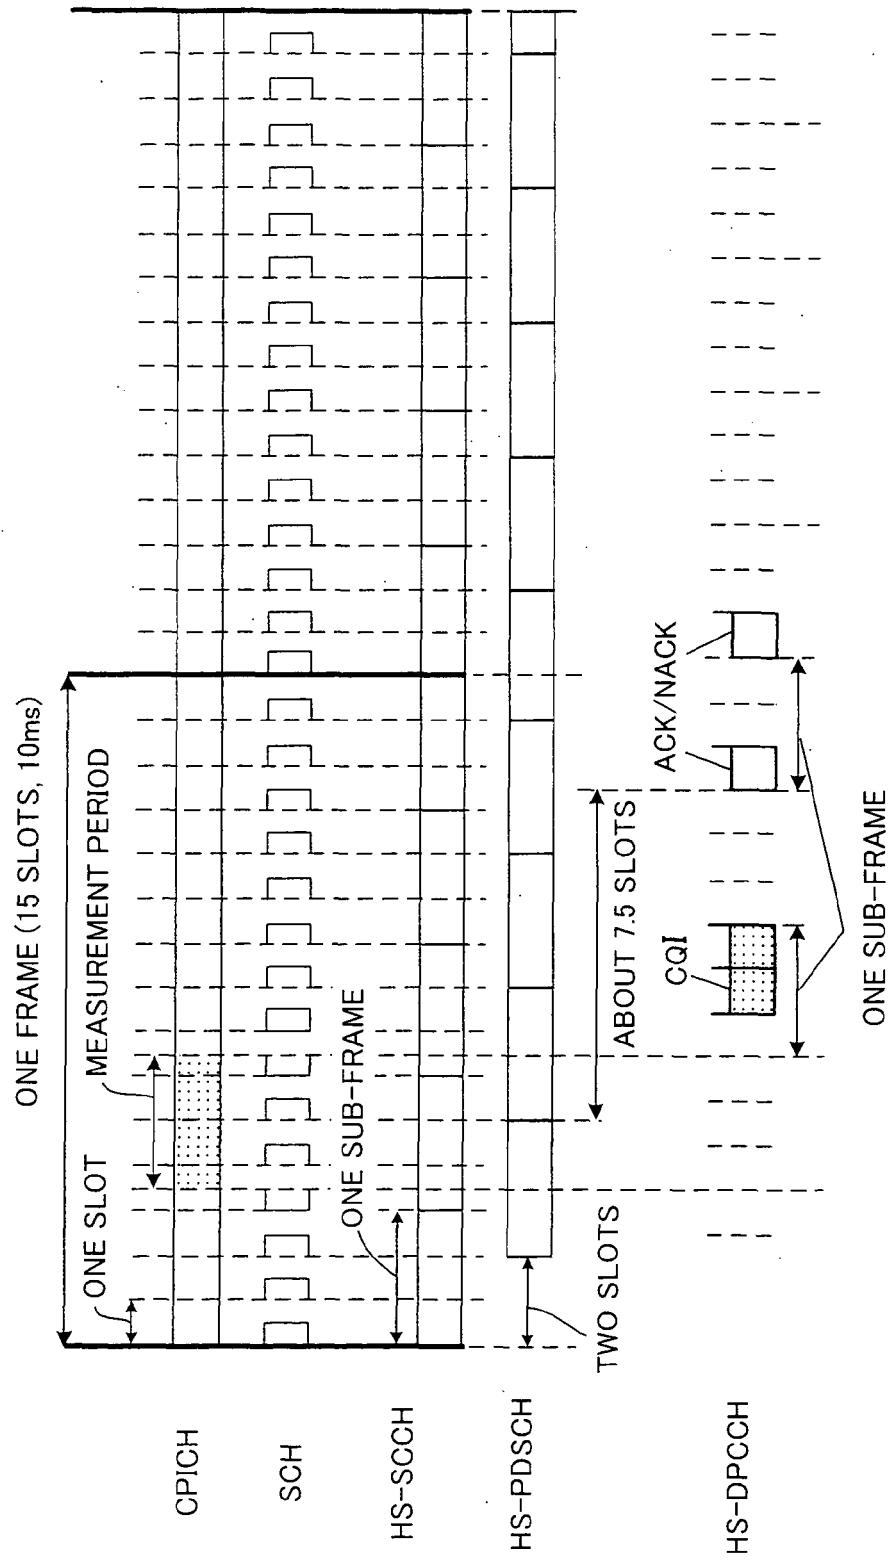 ONE FRAME (15 SLOTS, 10ms)
ONE SLOT
MEASUREMENT PERIOD
CPICH
SCH
ONE SUB-FRAME
HS-SCCH
HS-PDSCH
TWO SLOTS
ABOUT 7.5 SLOTS
CQI
ACK/NACK
HS-DPCCH
ONE SUB-FRAME